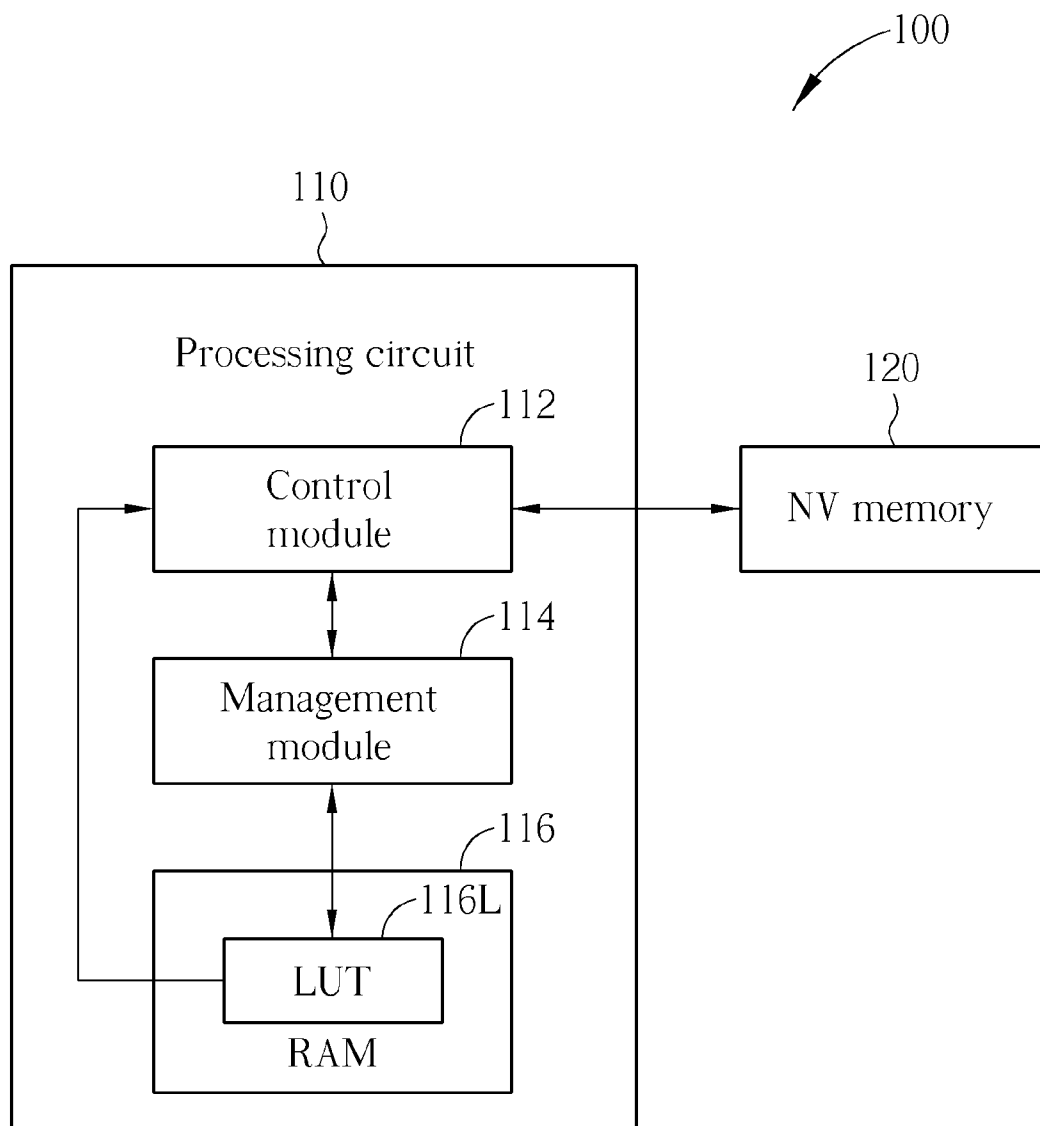 100
110
Processing circuit
120
112
Control
module
NV memory
114
Management
module
116
116L
LUT
RAM